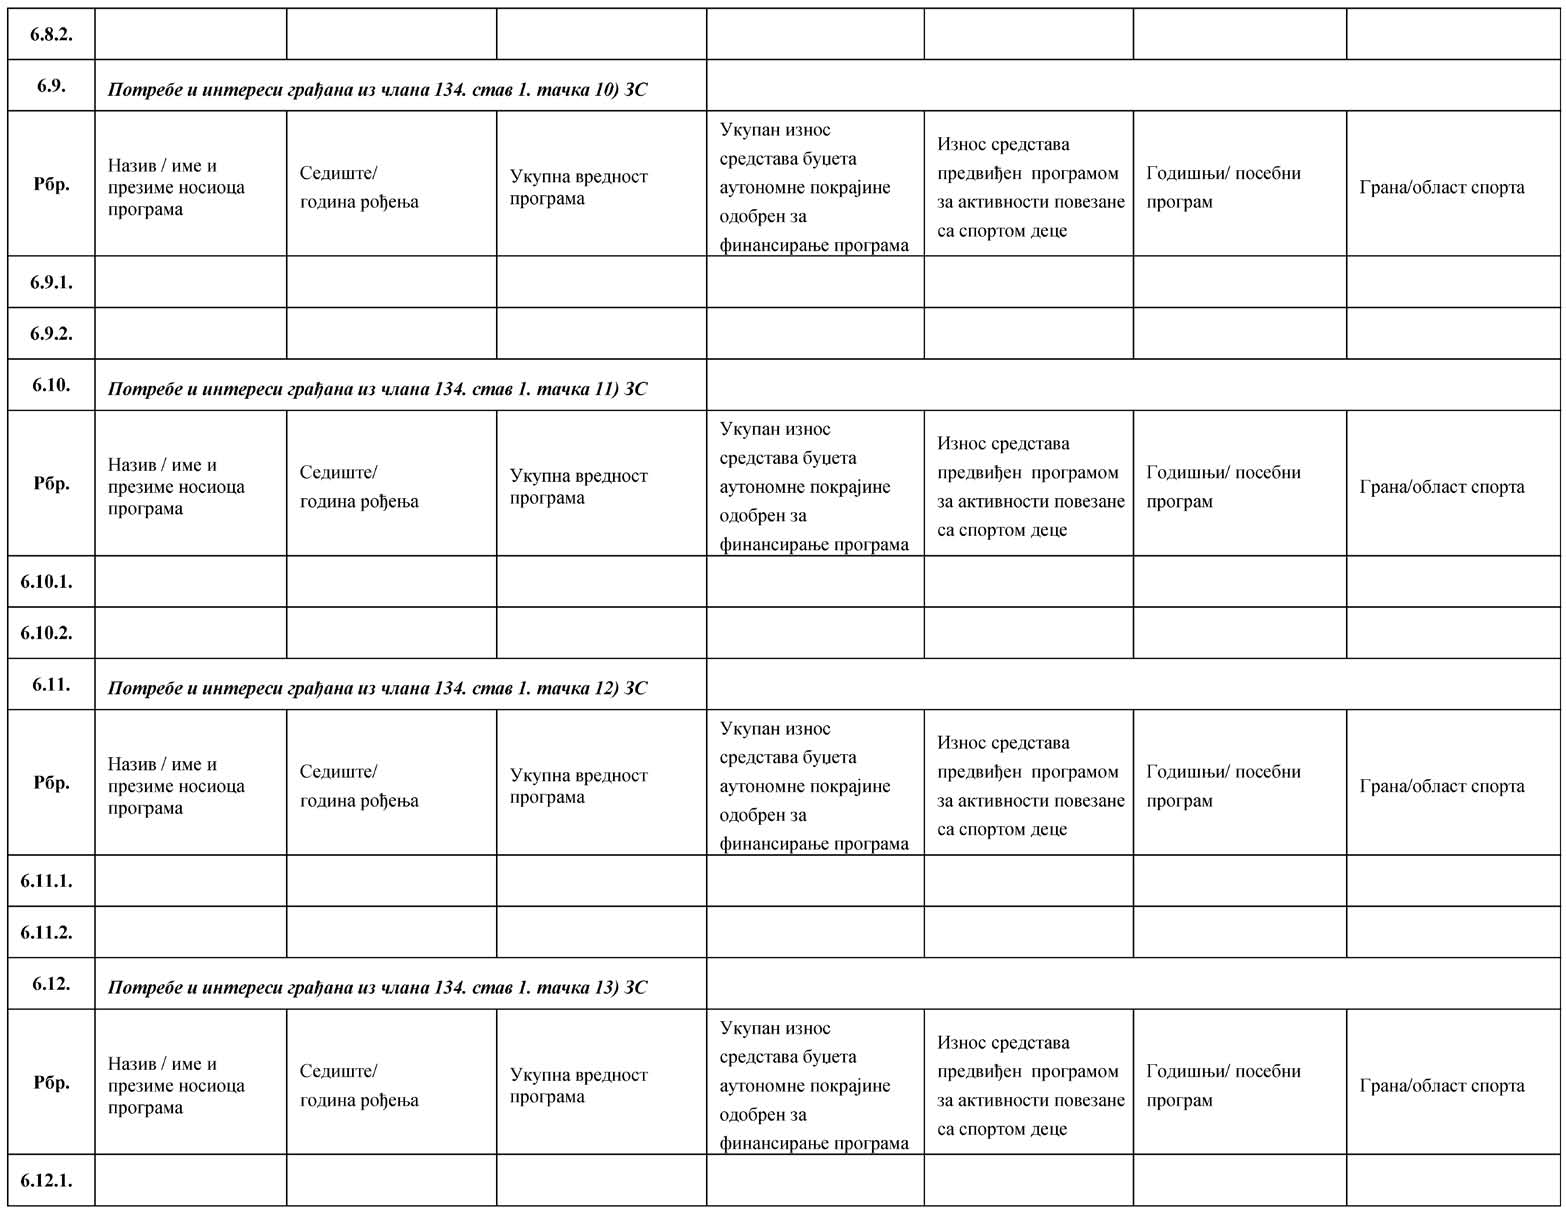 6.8.2.
6.9.
Потребе и интереси грађана из члана 134. став 1. тачка 10) ЗС
Рбр.
Назив / име и
презиме носиоца
програма
Седиште/
година рођења
Укупна вредност
програма
Укупан износ
средстава буџета
аутономне покрајине
одобрен за
финансирање програма
Износ средстава
предвиђен  програмом
за активности повезане
са спортом деце
Годишњи/ посебни
програм
Грана/област спорта
6.9.1.
6.9.2.
6.10.
Потребе и интереси грађана из члана 134. став 1. тачка 11) ЗС
Рбр.
Назив / име и
презиме носиоца
програма
Седиште/
година рођења
Укупна вредност
програма
Укупан износ
средстава буџета
аутономне покрајине
одобрен за
финансирање програма
Износ средстава
предвиђен  програмом
за активности повезане
са спортом деце
Годишњи/ посебни
програм
Грана/област спорта
6.10.1.
6.10.2.
6.11.
Потребе и интереси грађана из члана 134. став 1. тачка 12) ЗС
Рбр.
Назив / име и
презиме носиоца
програма
Седиште/
година рођења
Укупна вредност
програма
Укупан износ
средстава буџета
аутономне покрајине
одобрен за
финансирање програма
Износ средстава
предвиђен  програмом
за активности повезане
са спортом деце
Годишњи/ посебни
програм
Грана/област спорта
6.11.1.
6.11.2.
6.12.
Потребе и интереси грађана из члана 134. став 1. тачка 13) ЗС
Рбр.
Назив / име и
презиме носиоца
програма
Седиште/
година рођења
Укупна вредност
програма
Укупан износ
средстава буџета
аутономне покрајине
одобрен за
финансирање програма
Износ средстава
предвиђен  програмом
за активности повезане
са спортом деце
Годишњи/ посебни
програм
Грана/област спорта
6.12.1.